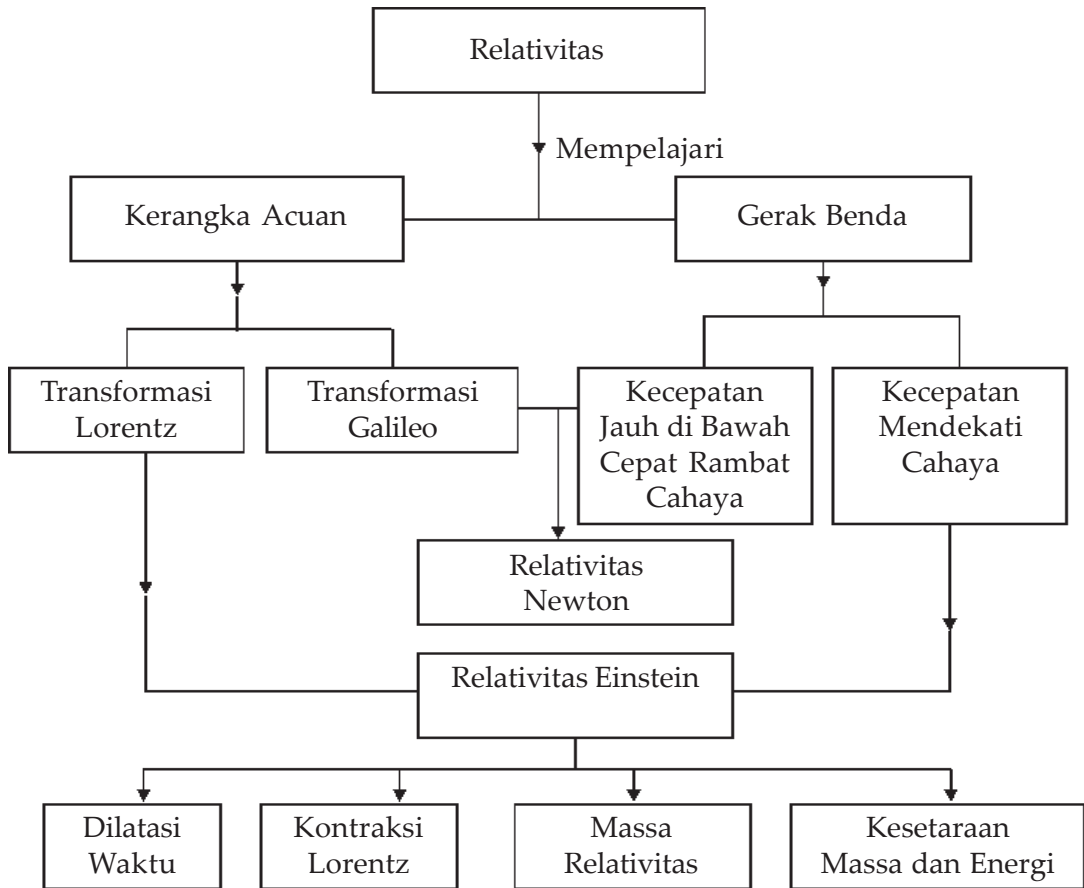 Relativitas
Mempelajari
Kerangka Acuan
Gerak Benda
Transformasi
Lorentz
Transformasi
Galileo
Kecepatan
Jauh di Bawah
Cepat Rambat
Cahaya
Kecepatan
Mendekati
Cahaya
Relativitas
Newton
Relativitas Einstein
Dilatasi
Waktu
Kontraksi
Lorentz
Massa
Relativitas
Kesetaraan
Massa dan Energi